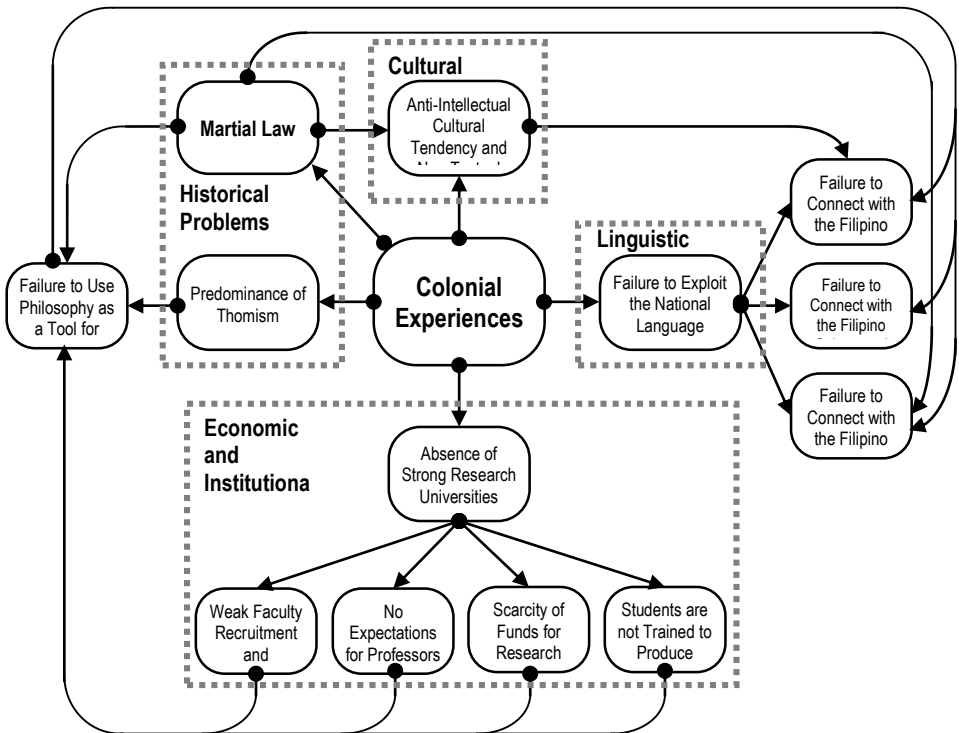 Cultural
Anti-Intellectual
Cultural
Tendency and
Martial Law
Historical
Problems
Failure to
Connect with
the Filipino
Linguistic
Colonial
Experiences
Failure to Use
Philosophy as
a Tool for
Predominance of
Thomism
Failure to Exploit
the National
Language
Failure to
Connect with
the Filipino
Failure to
Connect with
the Filipino
Economic
and
Institutiona
Absence of
Strong Research
Universities
Weak Faculty
Recruitment
and
No
Expectations
for Professors
Scarcity of
Funds for
Research
Students are
not Trained to
Produce